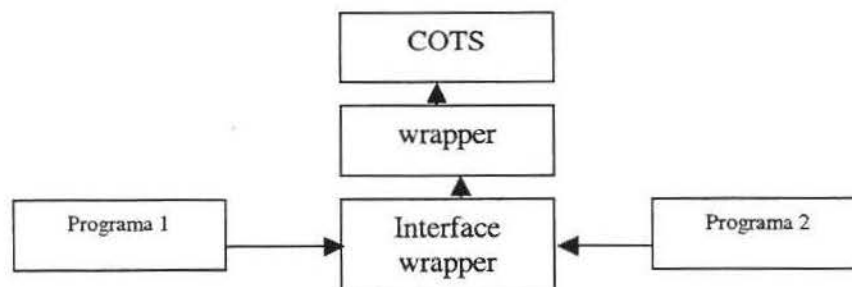 COTS
wrapper
Programa 1
Interface
wrapper
Programa 2